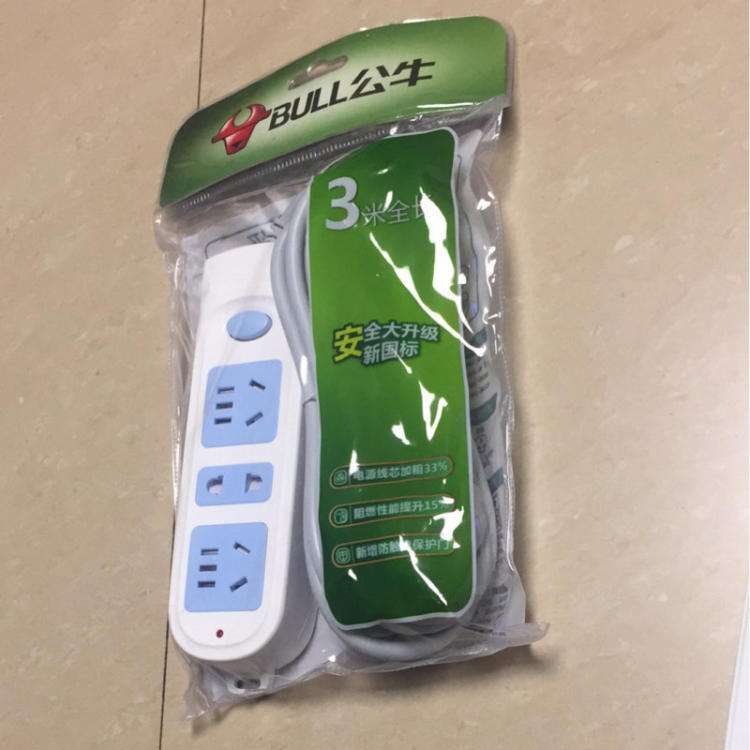 BULL公牛
3米全长
安全大升级
新国标
电源线芯加粗33%
阻燃性能提升15%
新增防触电保护门